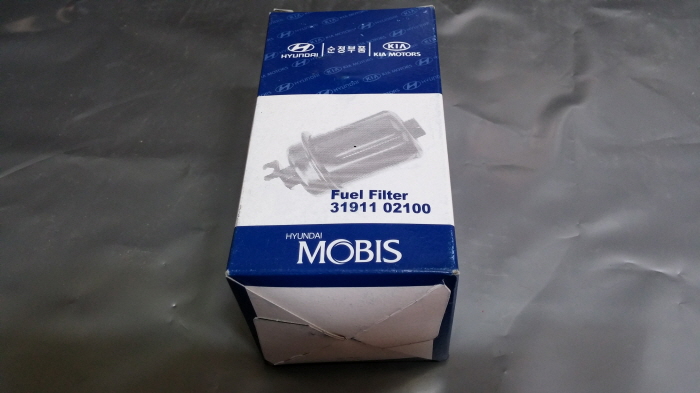 HYUNDAI 순정부품 KIA KIA MOTORS
Fuel Filter
31911 02100
HYUNDAI
MOBIS